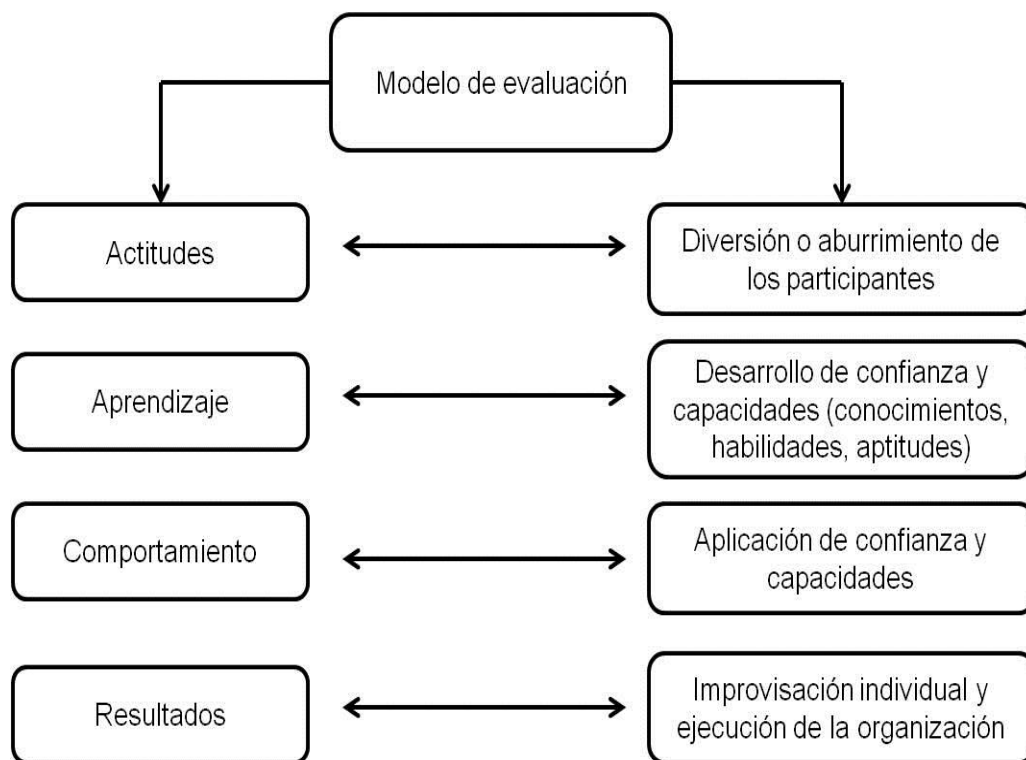 Modelo de evaluación
Actitudes
Diversión o aburrimiento de
los participantes
Aprendizaje
Desarrollo de confianza y
capacidades (conocimientos,
habilidades, aptitudes)
Comportamiento
Aplicación de confianza y
capacidades
Resultados
Improvisación individual y
ejecución de la organización